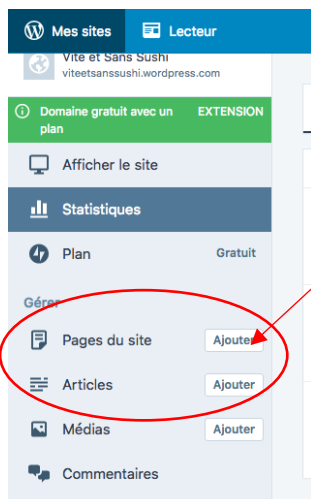 Mes sites Lecteur
Vite et Sans Sushi
viteetsanssushi.wordpress.com
Domaine gratuit avec un EXTENSION
plan
Afficher le site
Statistiques
Plan Gratuit
Gérer
Pages du site Ajouter
Articles Ajouter
Médias Ajouter
Commentaires